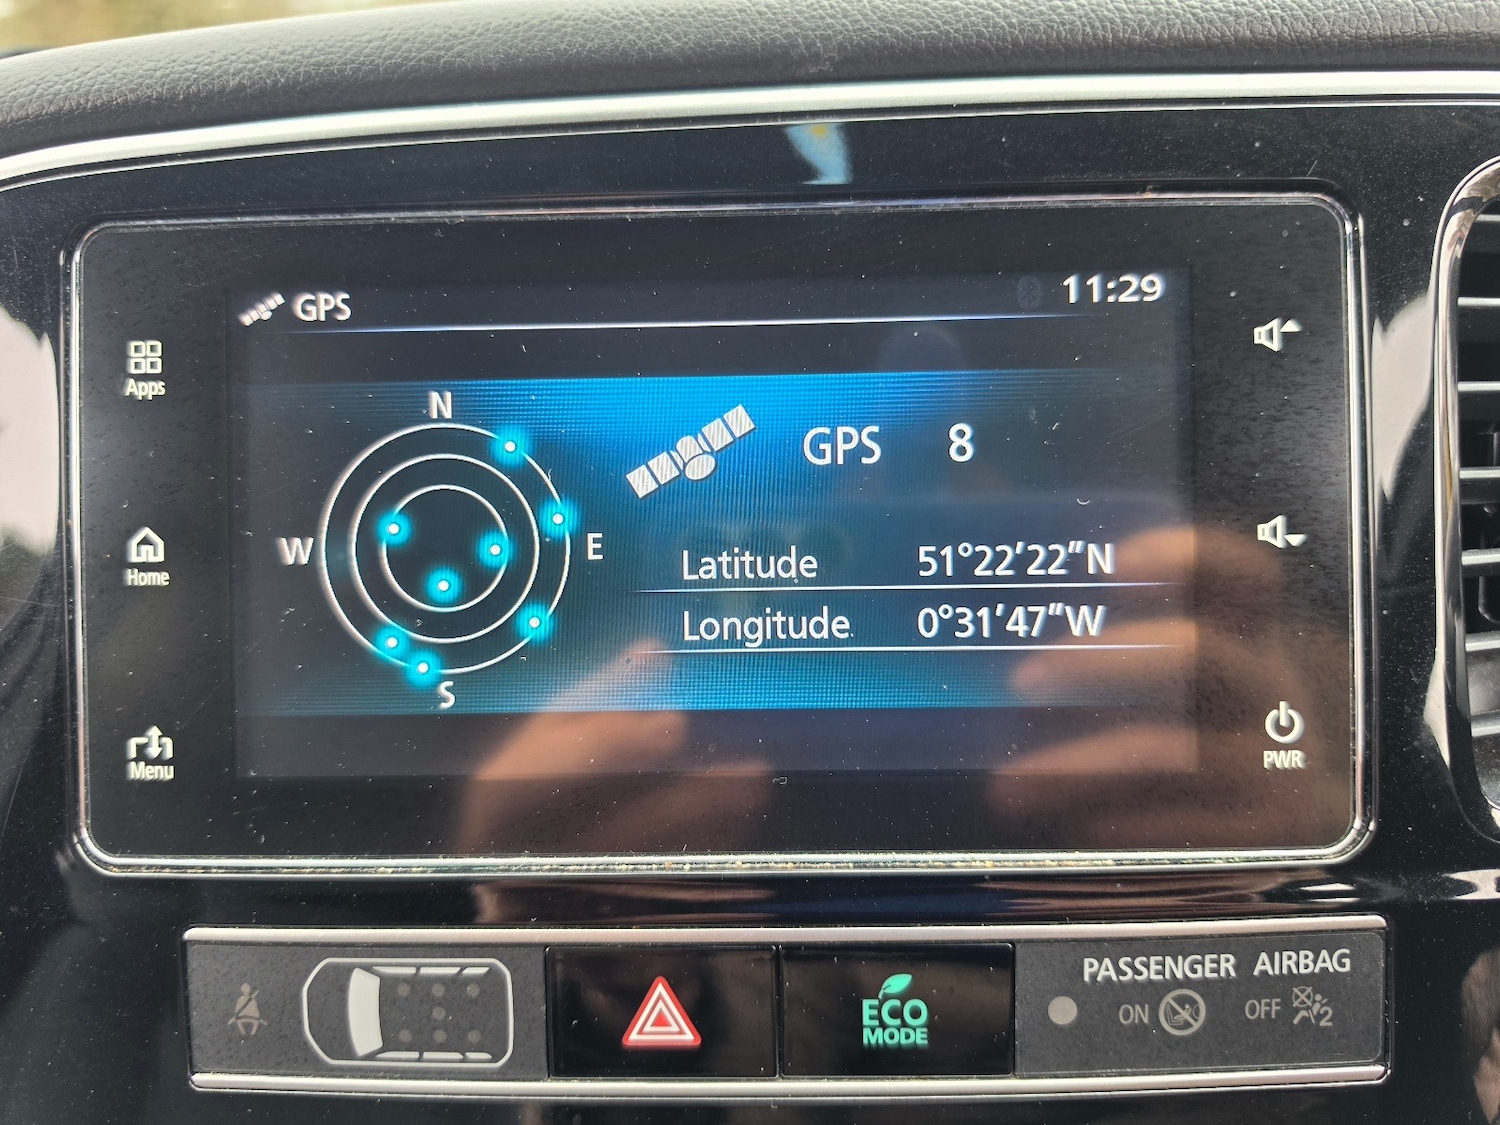 GPS 11:29
Apps
N
GPS 8
W E
Latitude 51°22'22"N
Home
Longitude 0°31'47"W
S
Menu
PWR
PASSENGER AIRBAG
ON OFF 2
ECO
MODE